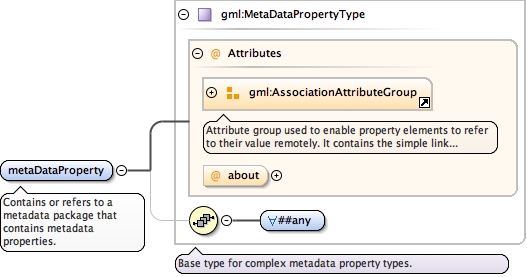 gml:MetaDataPropertyType
@ Attributes
gml:AssociationAttributeGroup
Attribute group used to enable property elements to refer
to their value remotely. It contains the simple link...
@ about
metaDataProperty
Contains or refers to a
metadata package that
contains metadata
properties.
∀##any
Base type for complex metadata property types.